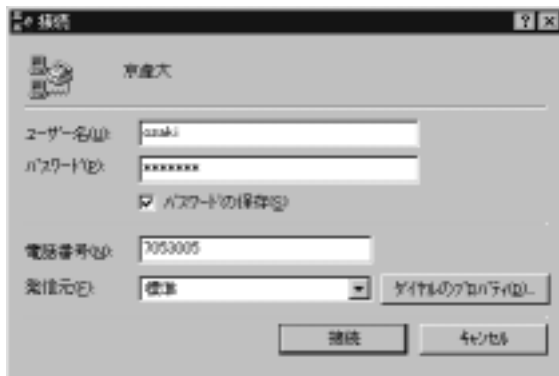 接続
京産大
ユーザー名(U):
パスワード(P): *******
パスワードの保存(S)
電話番号(N): 7053005
発信元(F): 標準 ダイヤルのプロパティ(D)...
接続 キャンセル